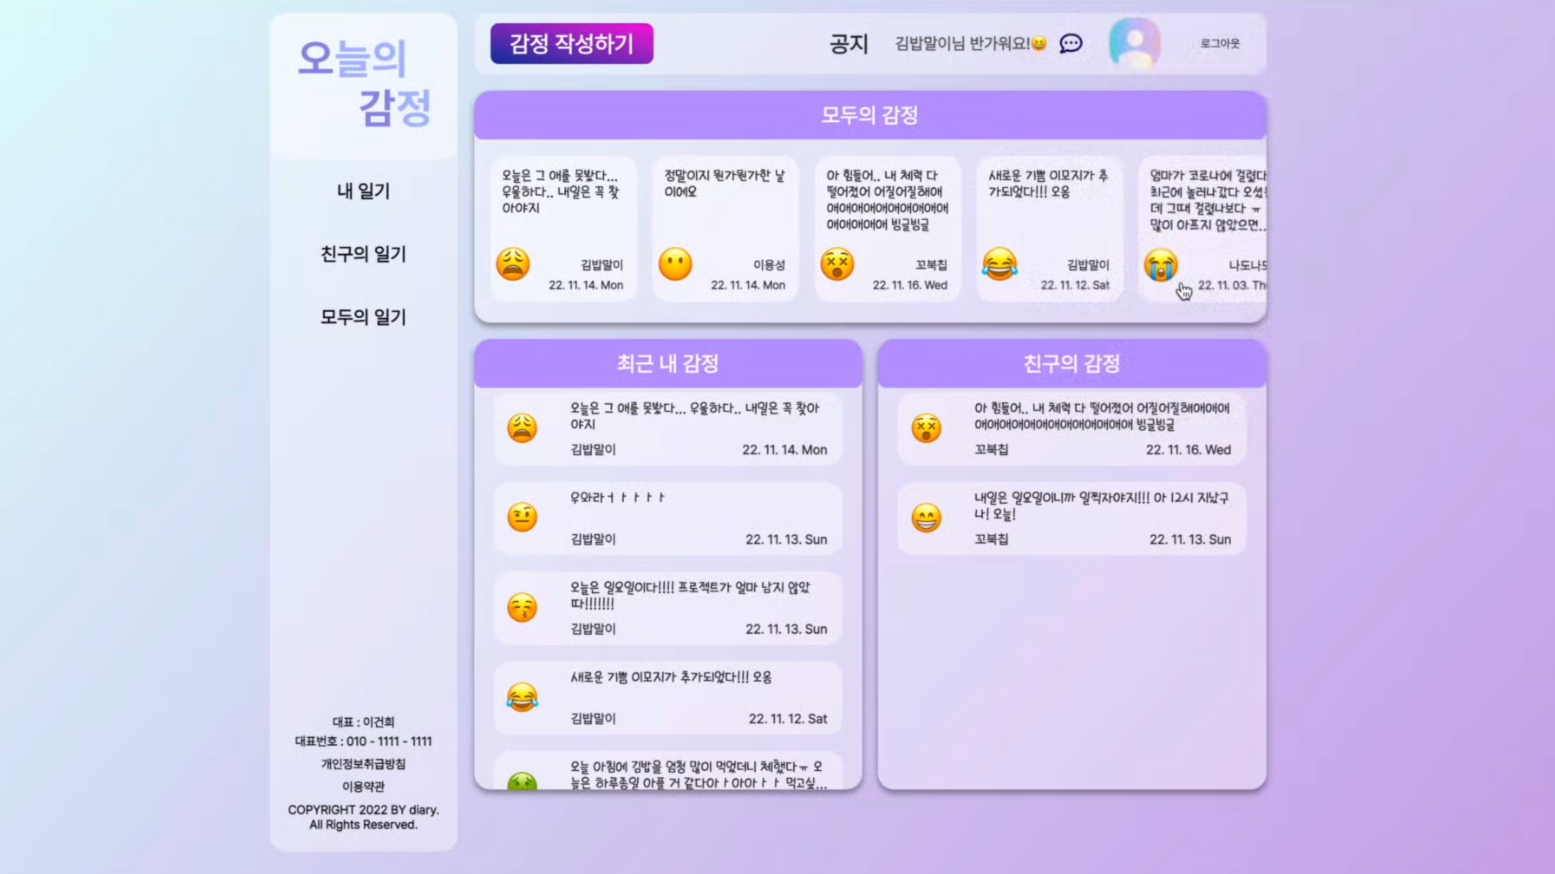 오늘의
감정
내 일기
친구의 일기
모두의 일기
대표 : 이건희
대표번호 : 010 - 1111 - 1111
개인정보취급방침
이용약관
COPYRIGHT 2022 BY diary.
All Rights Reserved.
감정 작성하기
공지
김밥말이님 반가워요!😆
로그아웃
모두의 감정
오늘은 그 애를 못봤다...
우울하다.. 내일은 꼭 찾
아야지
김밥말이
22. 11. 14. Mon
정말이지 뭔가뭔가한 날
이에요
이용성
22. 11. 14. Mon
아 힘들어.. 내 체력 다
떨어졌어 어질어질해애애
애애애애애애애애애애애
애애애애애애 빙글빙글
꼬북칩
22. 11. 16. Wed
새로운 기쁨 이모지가 추
가되었다!!! 오옹
김밥말이
22. 11. 12. Sat
엄마가 코로나에 걸렸다
최근에 놀러나갔다 오셨
데 그때 걸렸나보다 ㅠ
많이 아프지 않았으면...
나도나도
22. 11. 03. Thu
최근 내 감정
오늘은 그 애를 못봤다... 우울하다.. 내일은 꼭 찾아
야지
김밥말이
22. 11. 14. Mon
우와라ㅓㅏㅏㅏㅏ
김밥말이
22. 11. 13. Sun
오늘은 일요일이다!!!! 프로젝트가 얼마 남지 않았
따!!!!!!!
김밥말이
22. 11. 13. Sun
새로운 기쁨 이모지가 추가되었다!!! 오옹
김밥말이
22. 11. 12. Sat
오늘 아침에 김밥을 엄청 많이 먹었더니 체했다ㅠ 오
늘은 하루종일 아플 거 같다아ㅏ아아ㅏㅏ 먹고싶...
친구의 감정
아 힘들어.. 내 체력 다 떨어졌어 어질어질해애애애
애애애애애애애애애애애애애애 빙글빙글
꼬북칩
22. 11. 16. Wed
내일은 일요일이니까 일찍자야지!!! 아 12시 지났구
나! 오늘!
꼬북칩
22. 11. 13. Sun